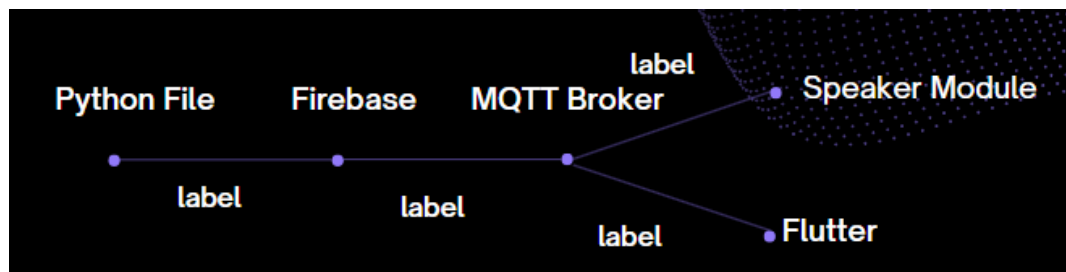 label
Python File
Firebase
MQTT Broker
Speaker Module
label
label
label
Flutter